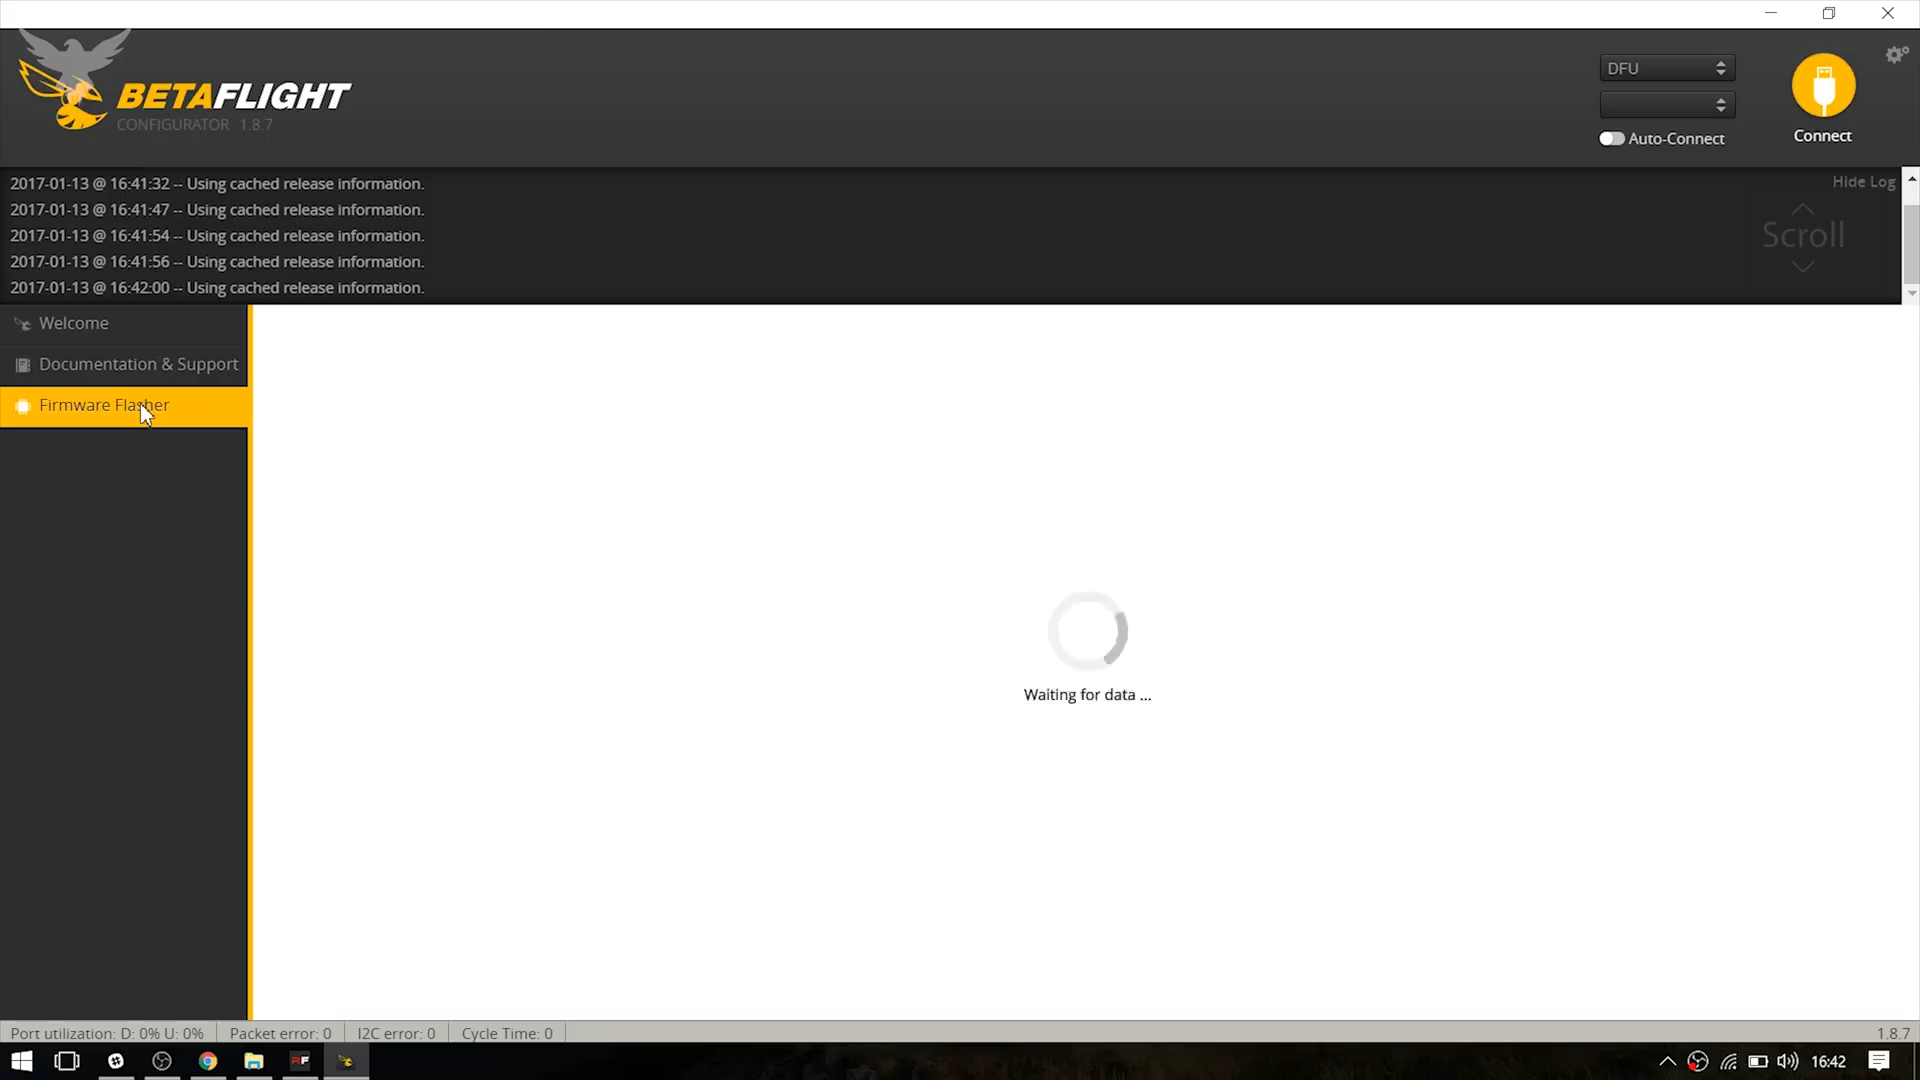 BETAFLIGHT
CONFIGURATOR 1.8.7
DFU
Auto-Connect
Connect
2017-01-13 @ 16:41:32 -- Using cached release information.
2017-01-13 @ 16:41:47 -- Using cached release information.
2017-01-13 @ 16:41:54 -- Using cached release information.
2017-01-13 @ 16:41:56 -- Using cached release information.
2017-01-13 @ 16:42:00 -- Using cached release information.
Hide Log
Scroll
Welcome
Documentation & Support
Firmware Flasher
Waiting for data ...
Port utilization: D: 0% U: 0% Packet error: 0 I2C error: 0 Cycle Time: 0 1.8.7
RF
16:42